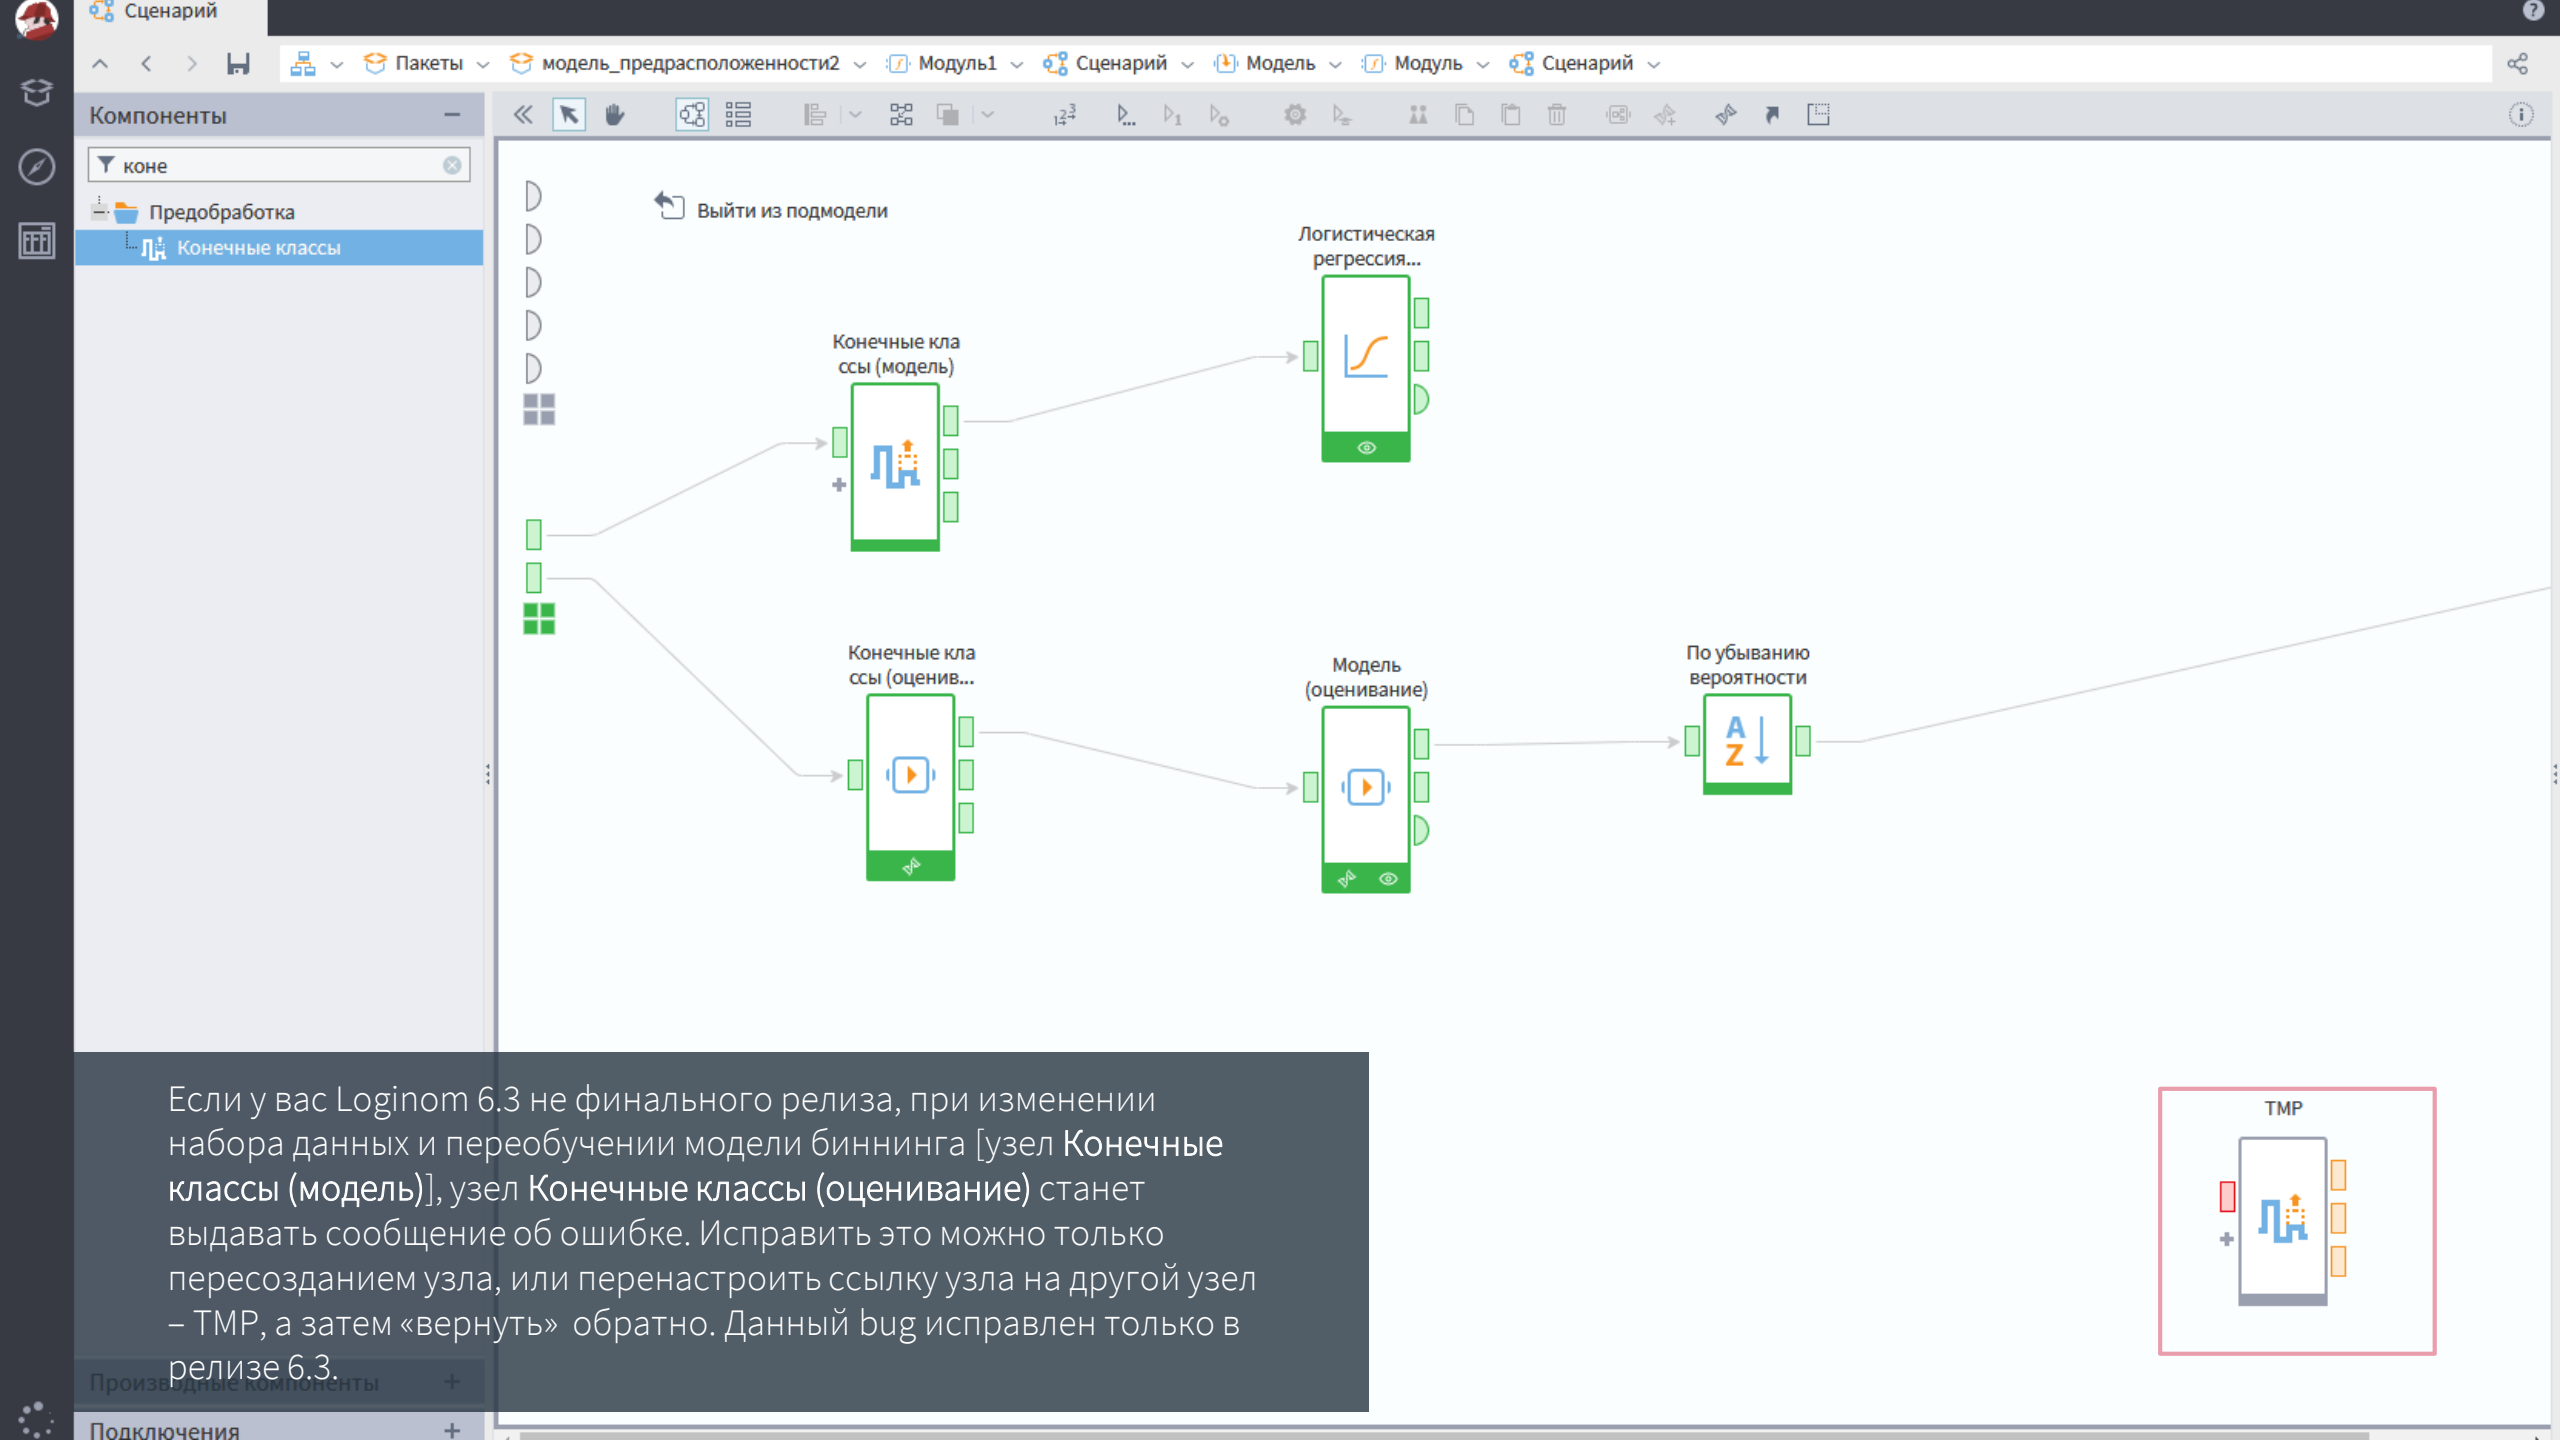 Сценарий
Пакеты
модель_предрасположенности2
Модуль1
Сценарий
Модель
Модуль
Сценарий
Компоненты
коне
Предобработка
Конечные классы
Выйти из подмодели
Логистическая
регрессия...
Конечные кла
ссы (модель)
Конечные кла
ссы (оценив...
Модель
(оценивание)
По убыванию
вероятности
A
Z
TMP
Если у вас Loginom 6.3 не финального релиза, при изменении
набора данных и переобучении модели биннинга [узел Конечные
классы (модель)], узел Конечные классы (оценивание) станет
выдавать сообщение об ошибке. Исправить это можно только
пересозданием узла, или перенастроить ссылку узла на другой узел
– TMP, а затем «вернуть»  обратно. Данный bug исправлен только в
релизе 6.3.
Производные компоненты
Подключения